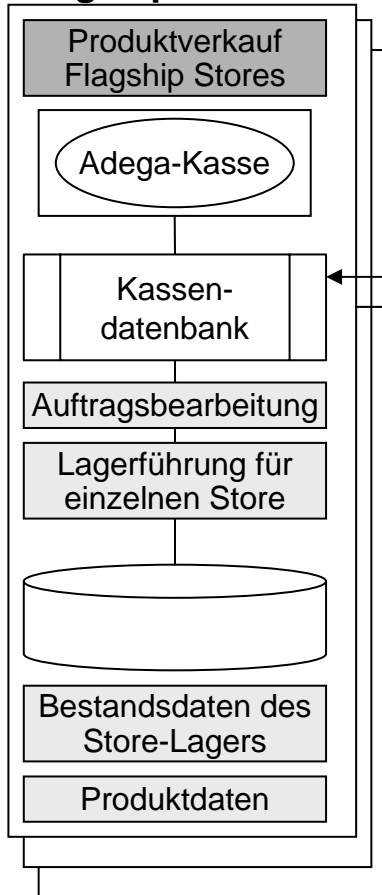 Produktverkauf
Flagship Stores
Adega-Kasse
Kassen-
datenbank
Auftragsbearbeitung
Lagerführung für
einzelnen Store
Bestandsdaten des
Store-Lagers
Produktdaten